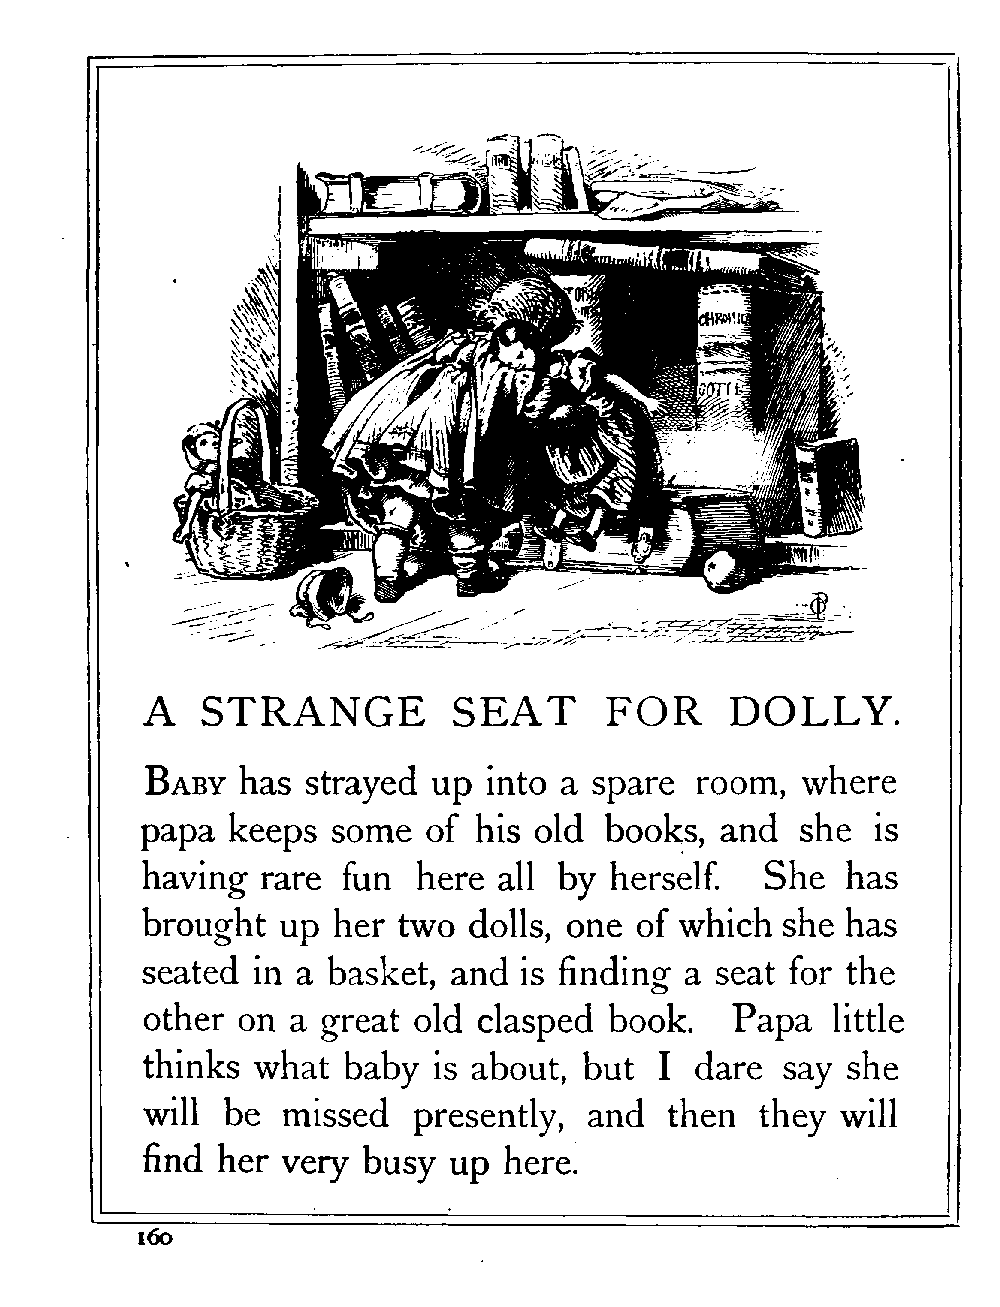 CHRONIC
GOTT
A STRANGE SEAT FOR DOLLY.
BABY has strayed up into a spare room, where
papa keeps some of his old books, and she is
having rare fun here all by herself. She has
brought up her two dolls, one of which she has
seated in a basket, and is finding a seat for the
other on a great old clasped book. Papa little
thinks what baby is about, but I dare say she
will be missed presently, and then they will
find her very busy up here.
160